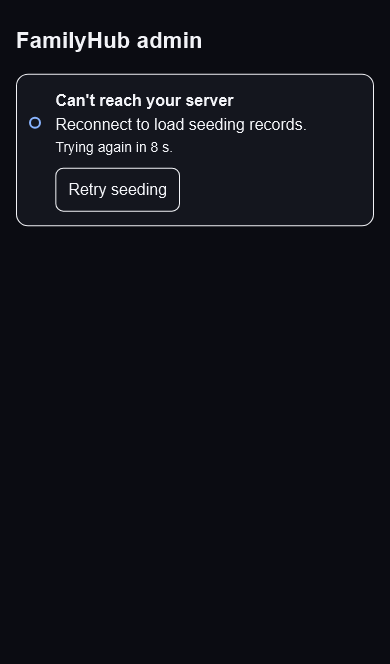 FamilyHub admin
Can't reach your server
Reconnect to load seeding records.
Trying again in 8 s.
Retry seeding